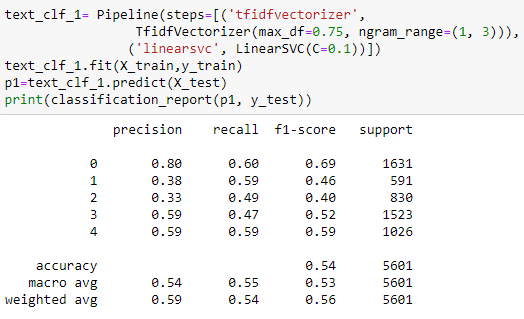 text_clf_1= Pipeline(steps=[('tfidfvectorizer',
TfidfVectorizer(max_df=0.75, ngram_range=(1, 3))),
('linearsvc', LinearSVC(C=0.1))])
text_clf_1.fit(X_train,y_train)
p1=text_clf_1.predict(X_test)
print(classification_report(p1, y_test))
precision recall f1-score support
0 0.80 0.60 0.69 1631
1 0.38 0.59 0.46 591
2 0.33 0.49 0.40 830
3 0.59 0.47 0.52 1523
4 0.59 0.59 0.59 1026
accuracy 0.54 5601
macro avg 0.54 0.55 0.53 5601
weighted avg 0.59 0.54 0.56 5601